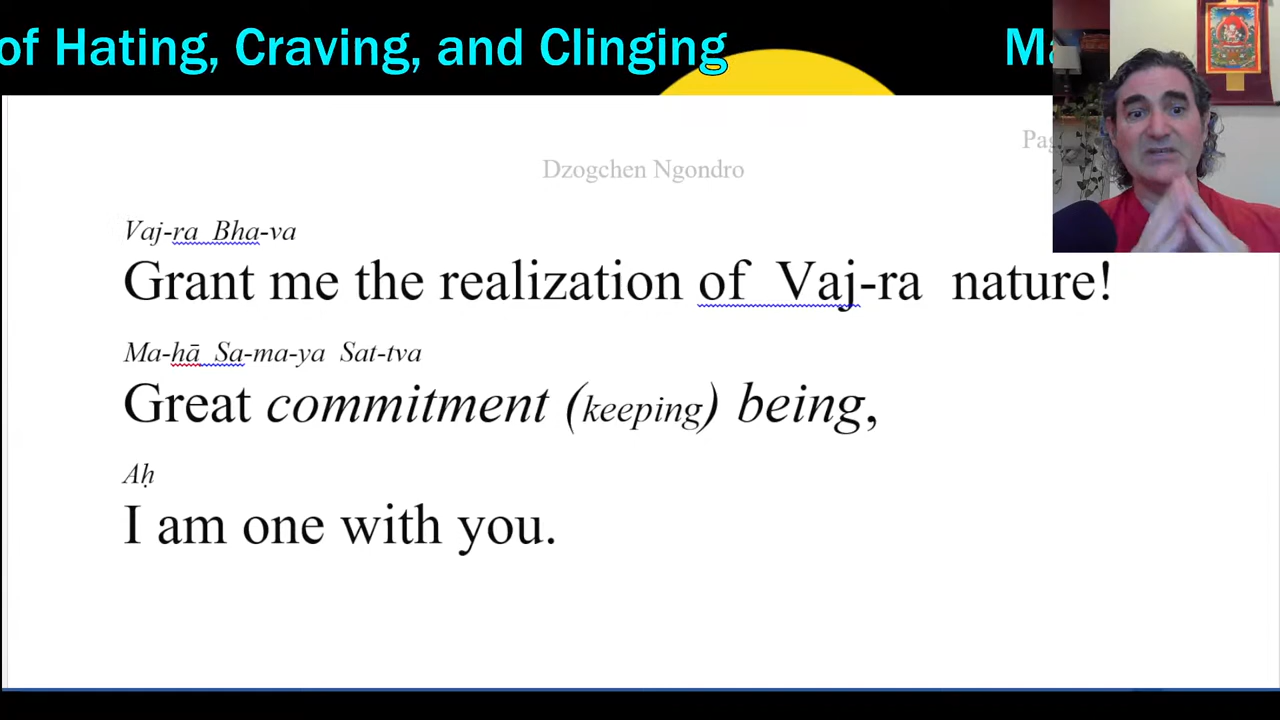 of Hating, Craving, and Clinging
Dzogchen Ngondro
Vaj-ra Bha-va
Grant me the realization of Vaj-ra nature!
Ma-hā Sa-ma-ya Sat-tva
Great commitment (keeping) being,
Aḥ
I am one with you.